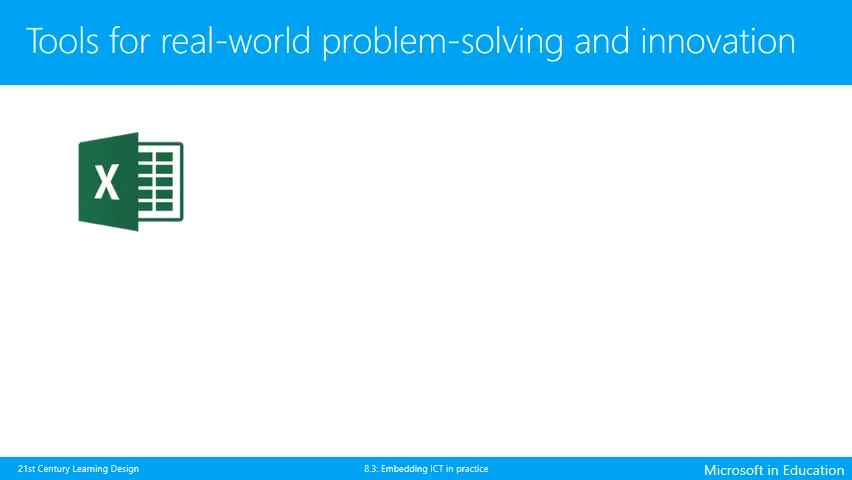 Tools for real-world problem-solving and innovation
X
21st Century Learning Design
8.3: Embedding ICT in practice
Microsoft in Education